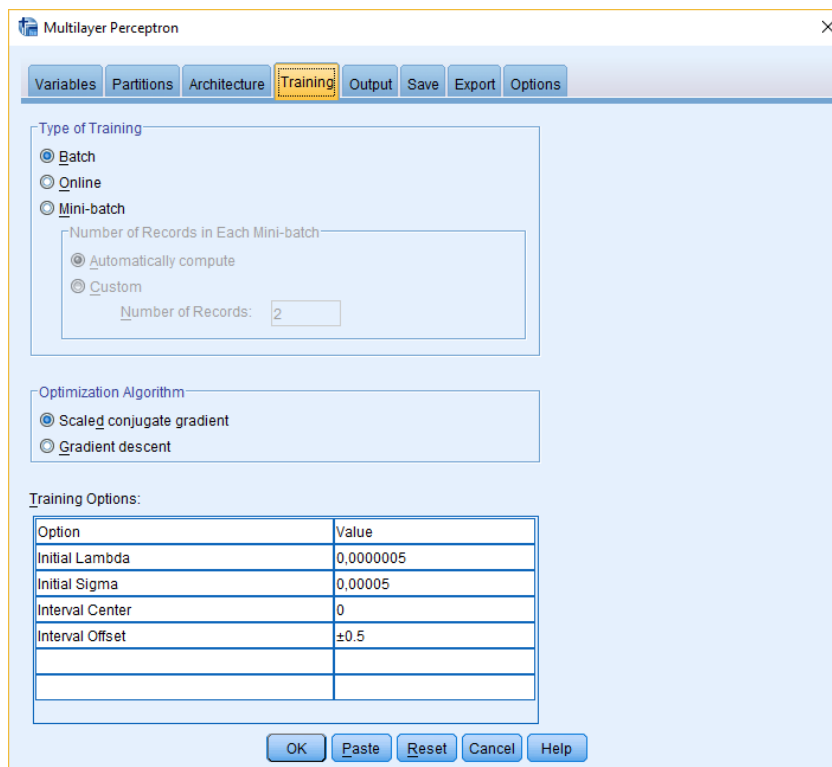 Multilayer Perceptron
Variables Partitions Architecture Training Output Save Export Options
Type of Training
Batch
Online
Mini-batch
Number of Records in Each Mini-batch
Automatically compute
Custom
Number of Records: 2
Optimization Algorithm
Scaled conjugate gradient
Gradient descent
Training Options:
Option Value
Initial Lambda 0,0000005
Initial Sigma 0,00005
Interval Center 0
Interval Offset ±0.5
OK Paste Reset Cancel Help